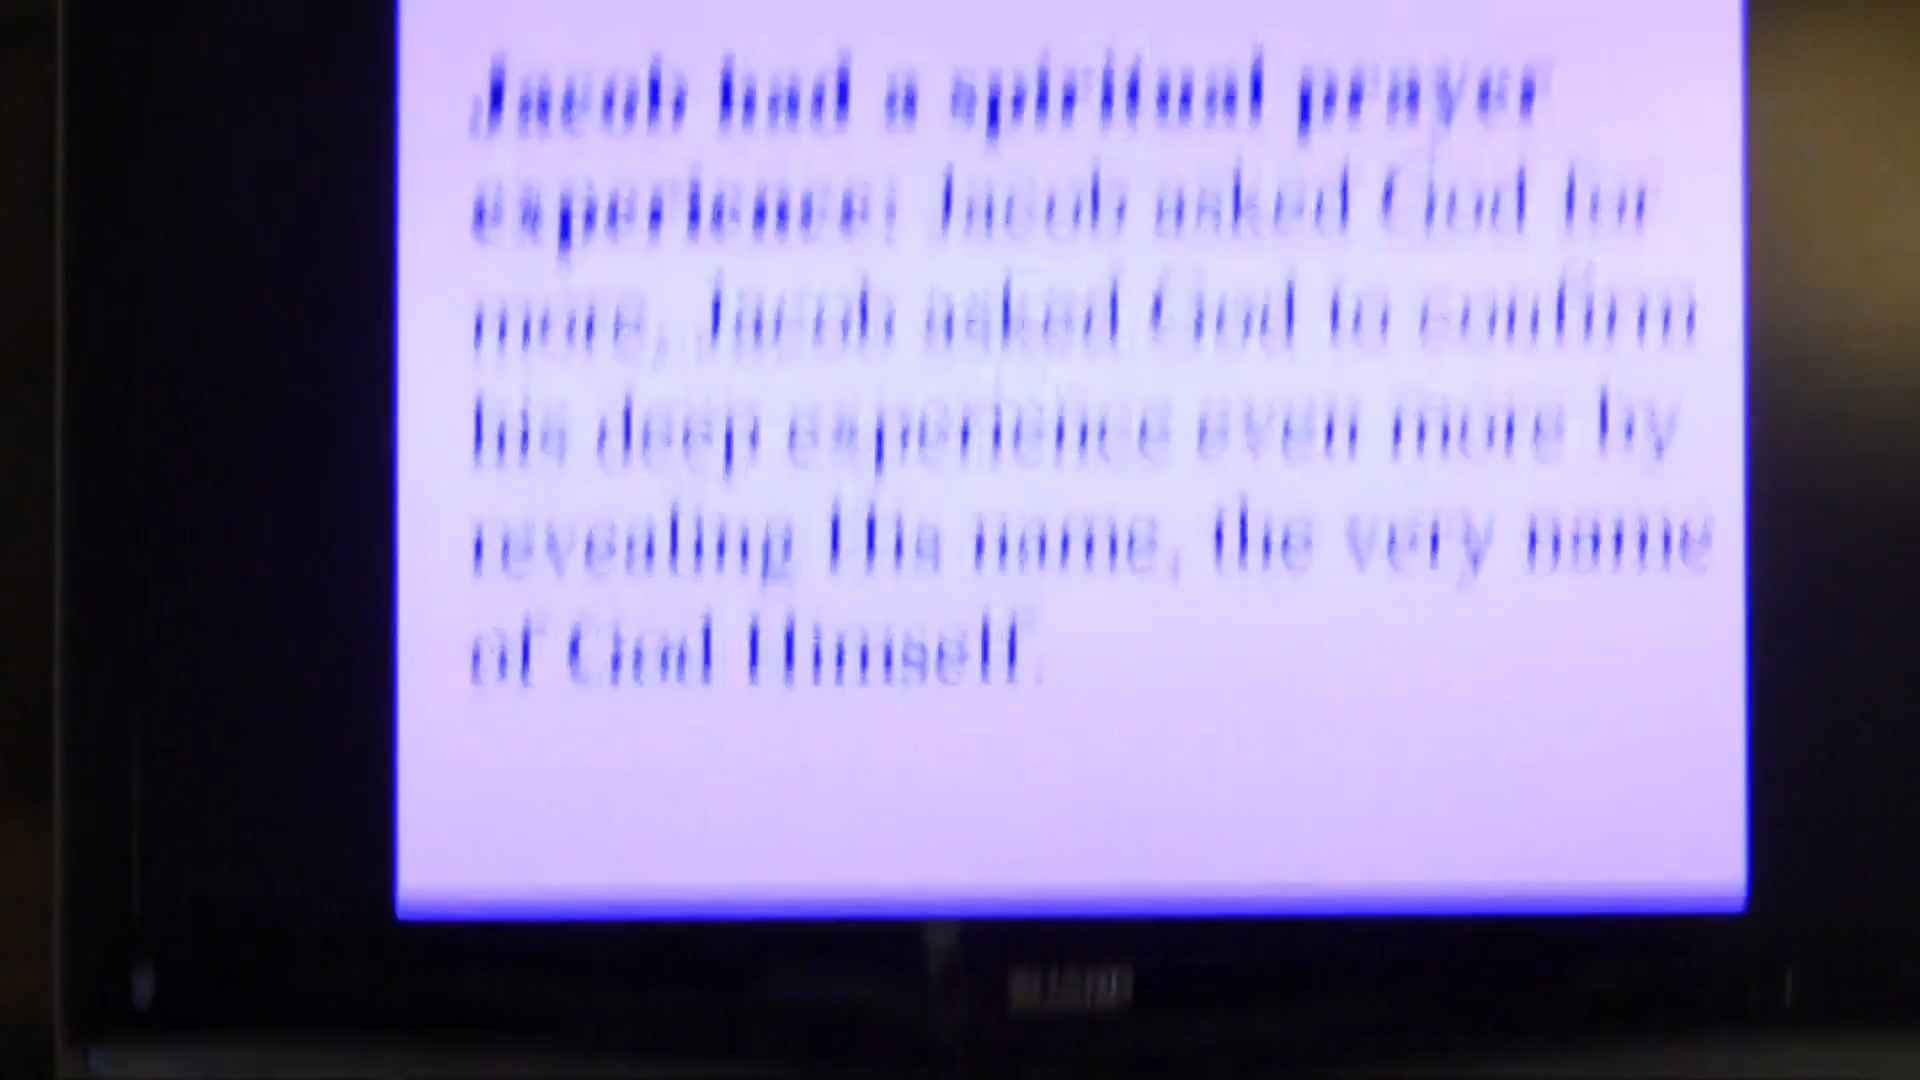 Jacob had a spiritual prayer
experience: Jacob asked God for
more, Jacob asked God to confirm
his deep experience even more by
revealing His name, the very name
of God Himself.